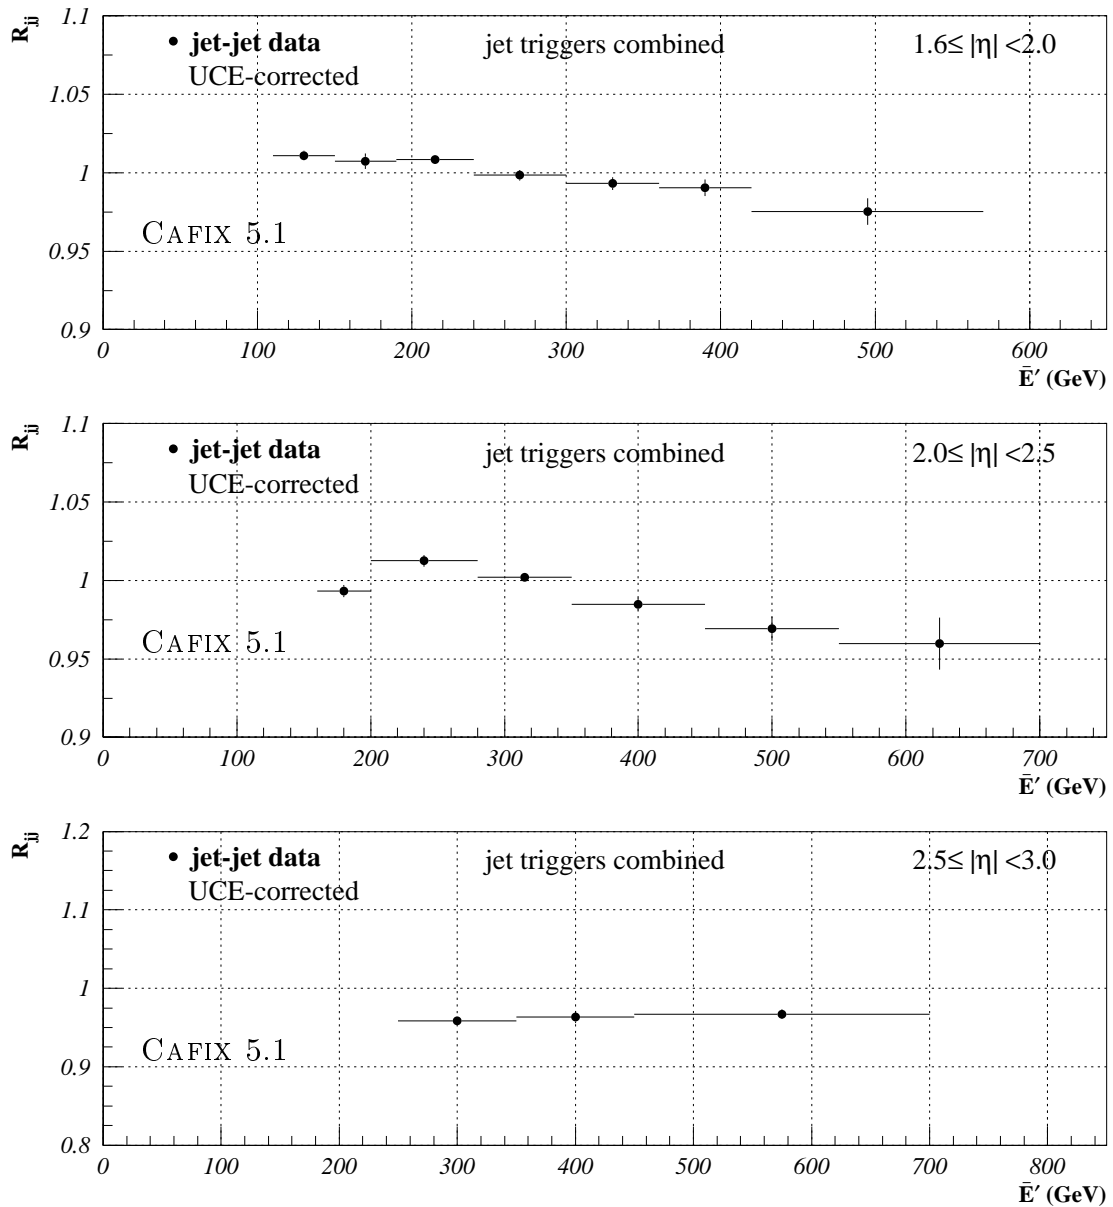 R_jj
1.1
1.05
1
0.95
0.9
• jet-jet data
UCE-corrected
jet triggers combined
1.6≤ |η| <2.0
CAFIX 5.1
0 100 200 300 400 500 600
Ē′ (GeV)
R_jj
1.1
1.05
1
0.95
0.9
• jet-jet data
UCE-corrected
jet triggers combined
2.0≤ |η| <2.5
CAFIX 5.1
0 100 200 300 400 500 600 700
Ē′ (GeV)
R_jj
1.2
1.1
1
0.9
0.8
• jet-jet data
UCE-corrected
jet triggers combined
2.5≤ |η| <3.0
CAFIX 5.1
0 100 200 300 400 500 600 700 800
Ē′ (GeV)